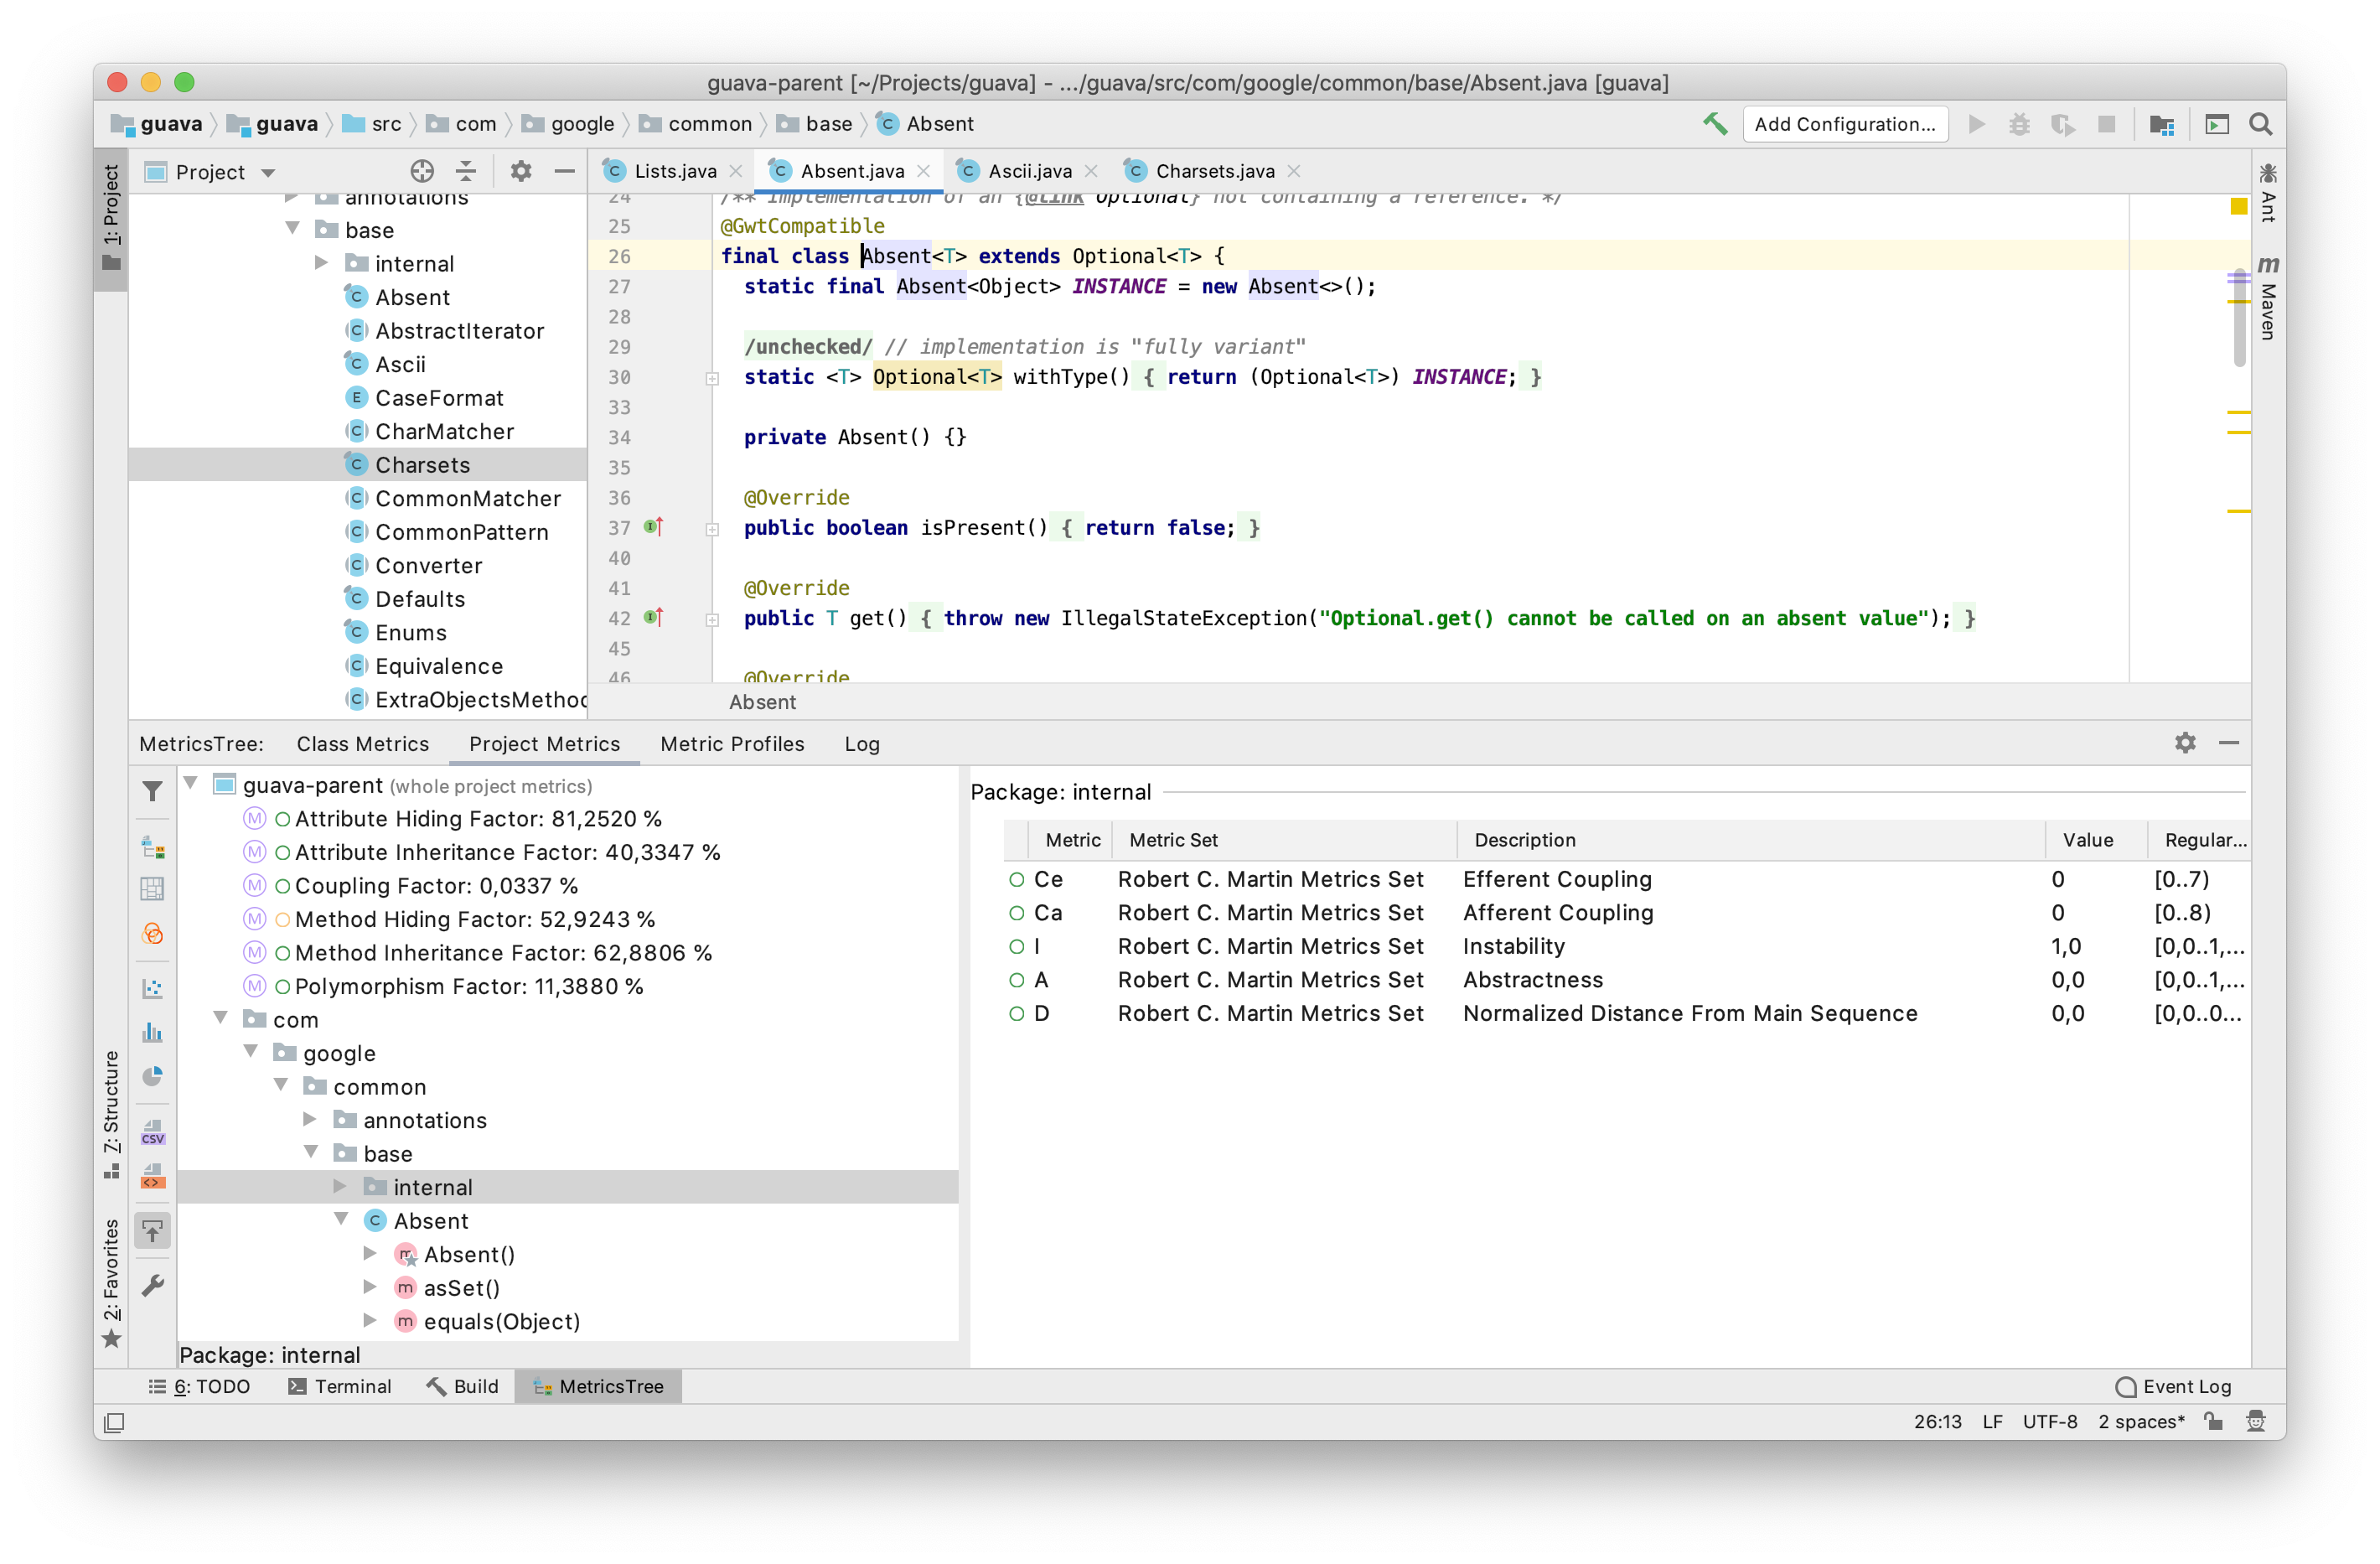 guava-parent [~/Projects/guava] - .../guava/src/com/google/common/base/Absent.java [guava]
guava guava src com google common base Absent
Add Configuration...
1: Project
Project
Lists.java Absent.java Ascii.java Charsets.java
annotations
base
internal
Absent
AbstractIterator
Ascii
CaseFormat
CharMatcher
Charsets
CommonMatcher
CommonPattern
Converter
Defaults
Enums
Equivalence
ExtraObjectsMethod
24 /** Implementation of an {@link Optional} not containing a reference. */
25 @GwtCompatible
26 final class Absent<T> extends Optional<T> {
27 static final Absent<Object> INSTANCE = new Absent<>();
28
29 /unchecked/ // implementation is "fully variant"
30 static <T> Optional<T> withType() { return (Optional<T>) INSTANCE; }
33
34 private Absent() {}
35
36 @Override
37 public boolean isPresent() { return false; }
40
41 @Override
42 public T get() { throw new IllegalStateException("Optional.get() cannot be called on an absent value"); }
45
46 @Override
Absent
Ant
m Maven
MetricsTree: Class Metrics Project Metrics Metric Profiles Log
guava-parent (whole project metrics)
M Attribute Hiding Factor: 81,2520 %
M Attribute Inheritance Factor: 40,3347 %
M Coupling Factor: 0,0337 %
M Method Hiding Factor: 52,9243 %
M Method Inheritance Factor: 62,8806 %
M Polymorphism Factor: 11,3880 %
com
google
common
annotations
base
internal
C Absent
m Absent()
m asSet()
m equals(Object)
Package: internal
CSV
7: Structure
2: Favorites
Package: internal
Metric Metric Set Description Value Regular...
Ce Robert C. Martin Metrics Set Efferent Coupling 0 [0..7)
Ca Robert C. Martin Metrics Set Afferent Coupling 0 [0..8)
I Robert C. Martin Metrics Set Instability 1,0 [0,0..1,...
A Robert C. Martin Metrics Set Abstractness 0,0 [0,0..1,...
D Robert C. Martin Metrics Set Normalized Distance From Main Sequence 0,0 [0,0..0...
6: TODO Terminal Build MetricsTree Event Log
26:13 LF UTF-8 2 spaces*